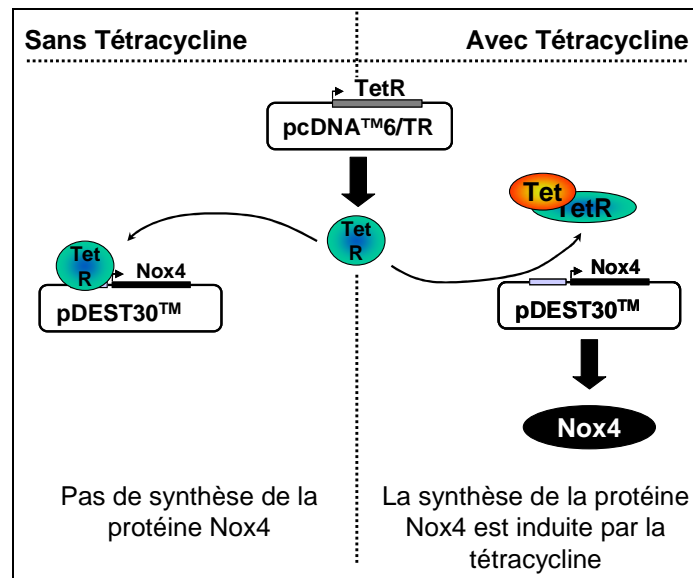 Sans Tétracycline
Avec Tétracycline
TetR
pcDNA™6/TR
Tet
TetR
Tet
R
Tet
R
Nox4
pDEST30™
Nox4
pDEST30™
Nox4
Pas de synthèse de la
protéine Nox4
La synthèse de la protéine
Nox4 est induite par la
tétracycline